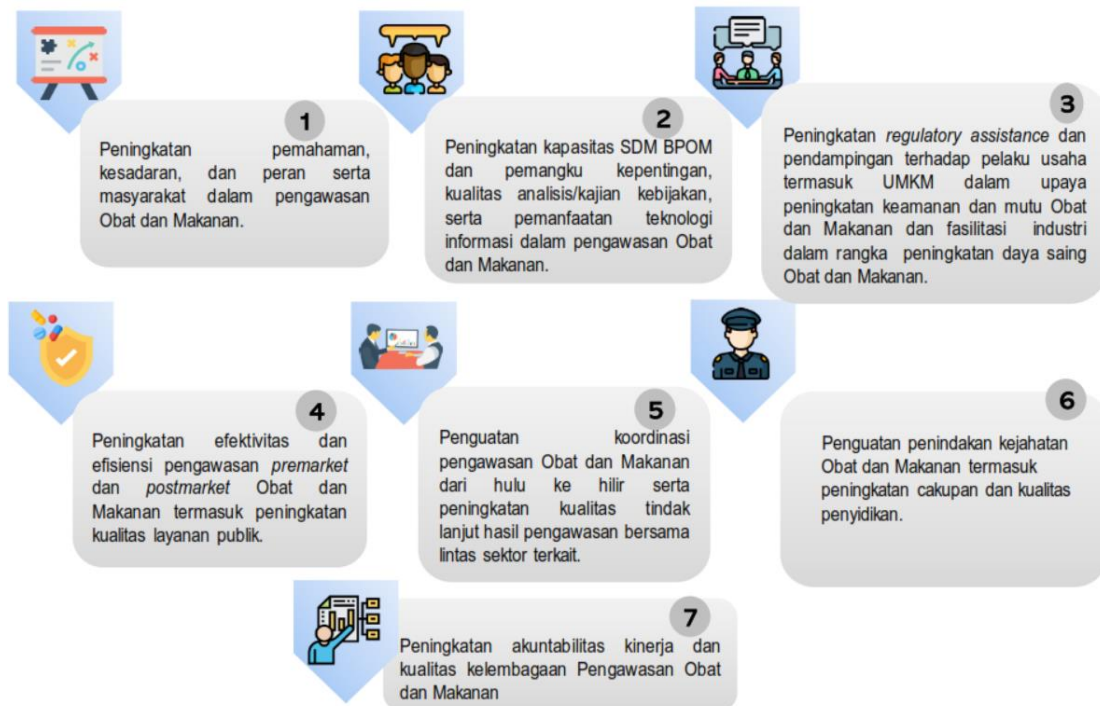 1
Peningkatan pemahaman,
kesadaran, dan peran serta
masyarakat dalam pengawasan
Obat dan Makanan.
2
Peningkatan kapasitas SDM BPOM
dan pemangku kepentingan,
kualitas analisis/kajian kebijakan,
serta pemanfaatan teknologi
informasi dalam pengawasan Obat
dan Makanan.
3
Peningkatan regulatory assistance dan
pendampingan terhadap pelaku usaha
termasuk UMKM dalam upaya
peningkatan keamanan dan mutu Obat
dan Makanan dan fasilitasi industri
dalam rangka peningkatan daya saing
Obat dan Makanan.
4
Peningkatan efektivitas dan
efisiensi pengawasan premarket
dan postmarket Obat dan
Makanan termasuk peningkatan
kualitas layanan publik.
5
Penguatan koordinasi
pengawasan Obat dan Makanan
dari hulu ke hilir serta
peningkatan kualitas tindak
lanjut hasil pengawasan bersama
lintas sektor terkait.
6
Penguatan penindakan kejahatan
Obat dan Makanan termasuk
peningkatan cakupan dan kualitas
penyidikan.
7
Peningkatan akuntabilitas kinerja dan
kualitas kelembagaan Pengawasan Obat
dan Makanan